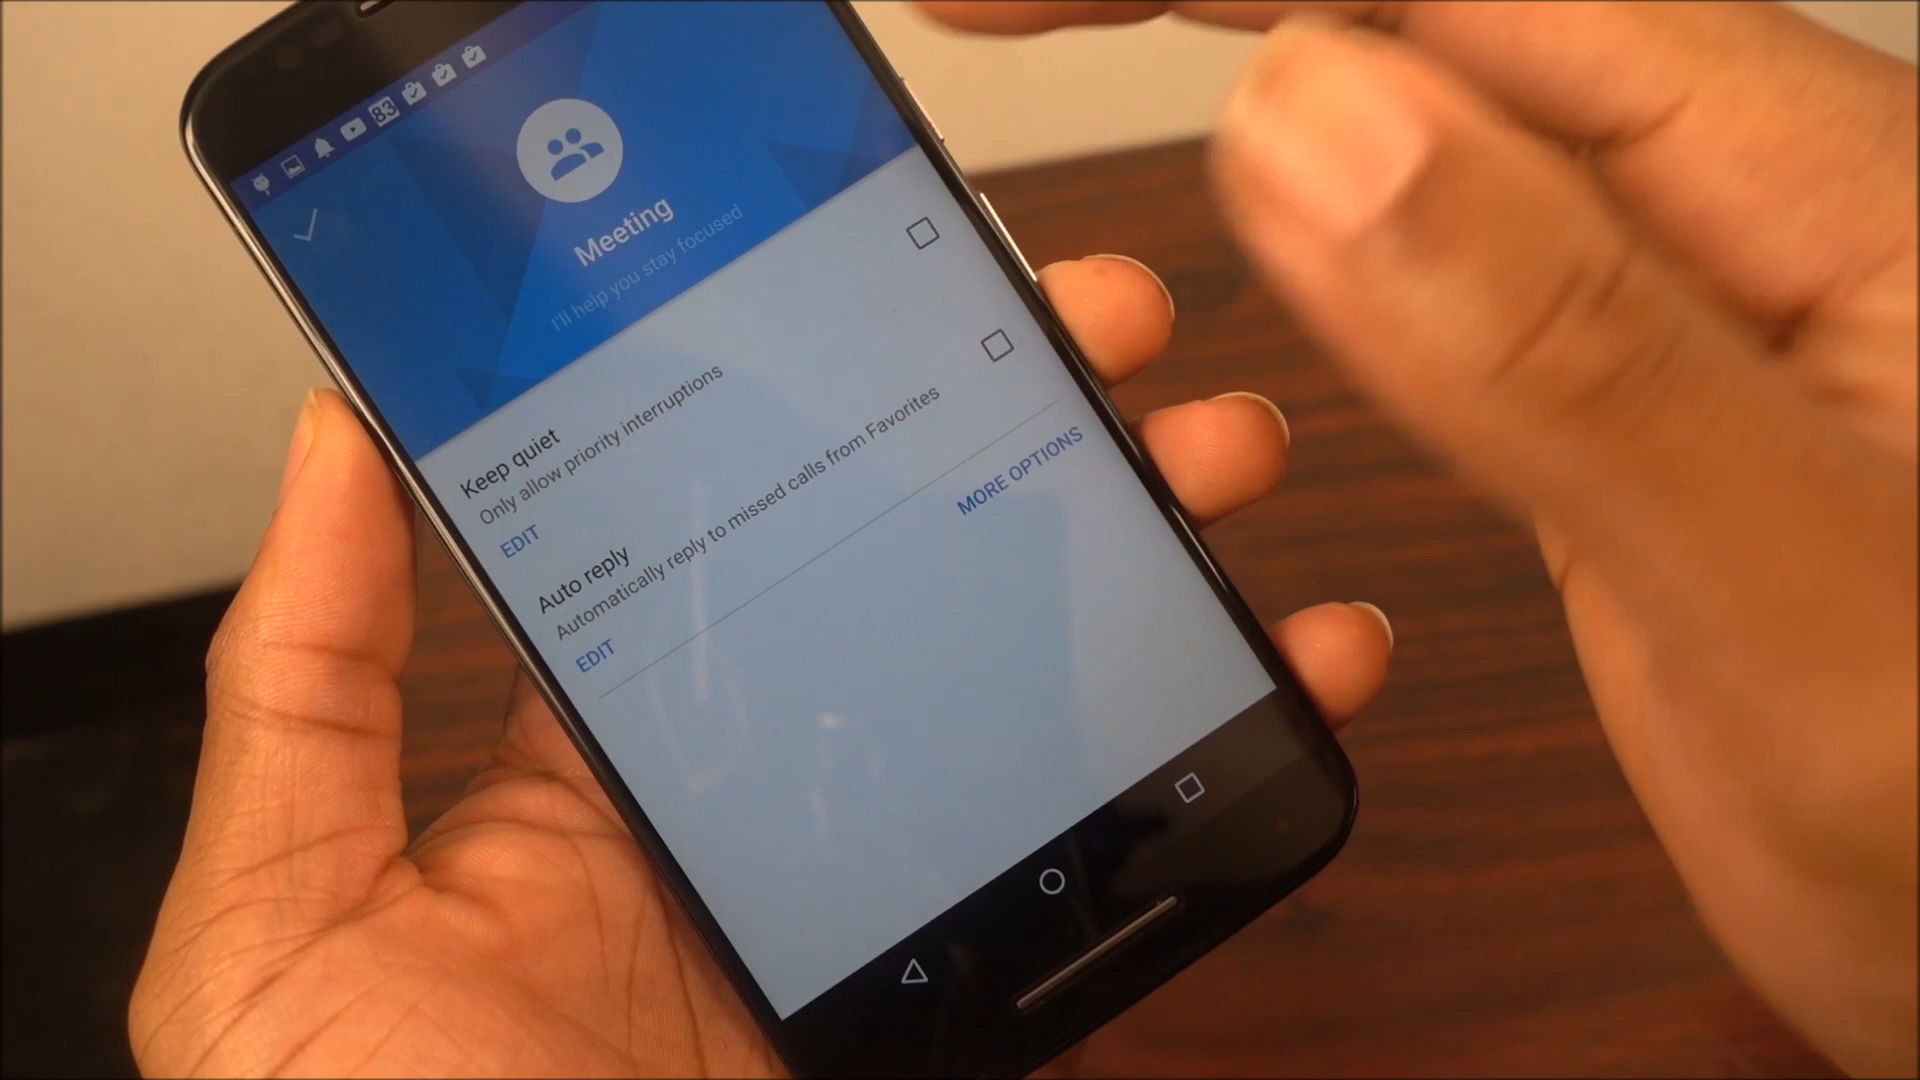 83
Meeting
I'll help you stay focused
Keep quiet
Only allow priority interruptions
EDIT
Auto reply
Automatically reply to missed calls from Favorites
EDIT
MORE OPTIONS